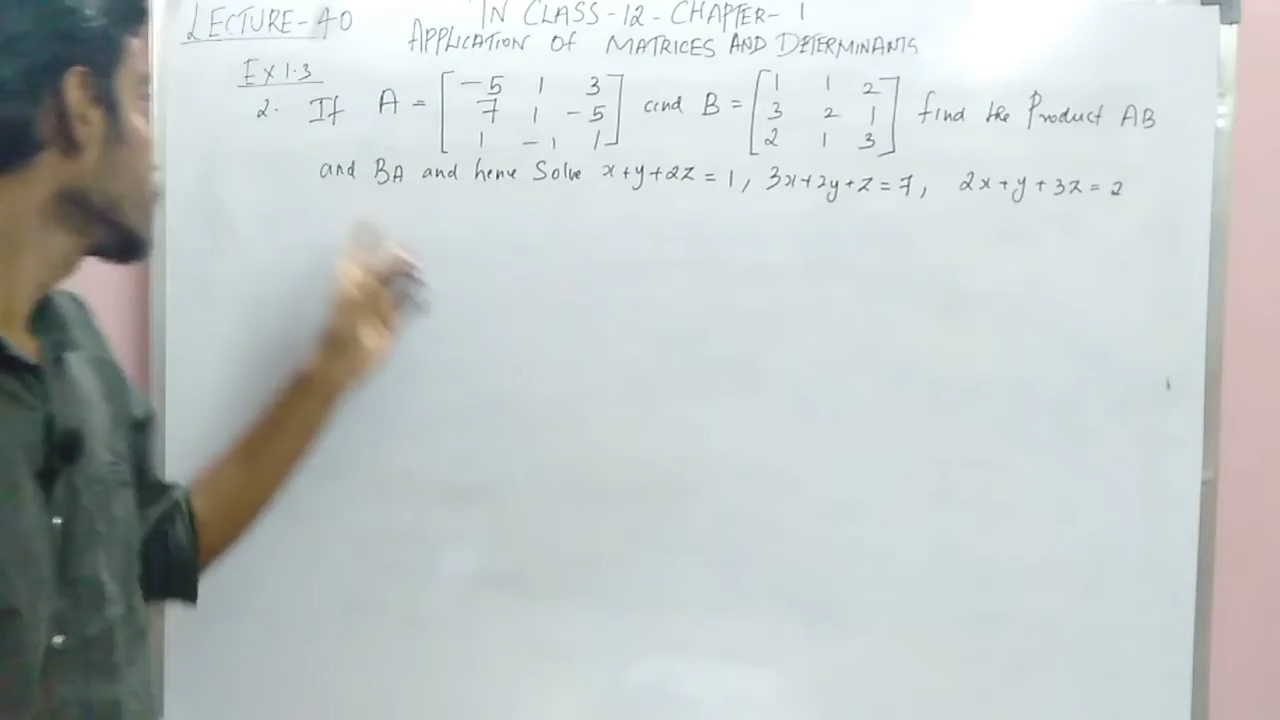 LECTURE-40
IN CLASS-12-CHAPTER-1
APPLICATION OF MATRICES AND DETERMINANTS
EX 1.3
2. If A = [-5 1 3; 7 1 -5; 1 -1 1] and B = [1 1 2; 3 2 1; 2 1 3] find the Product AB
and BA and hence Solve x+y+2z=1, 3x+2y+z=7, 2x+y+3z=2